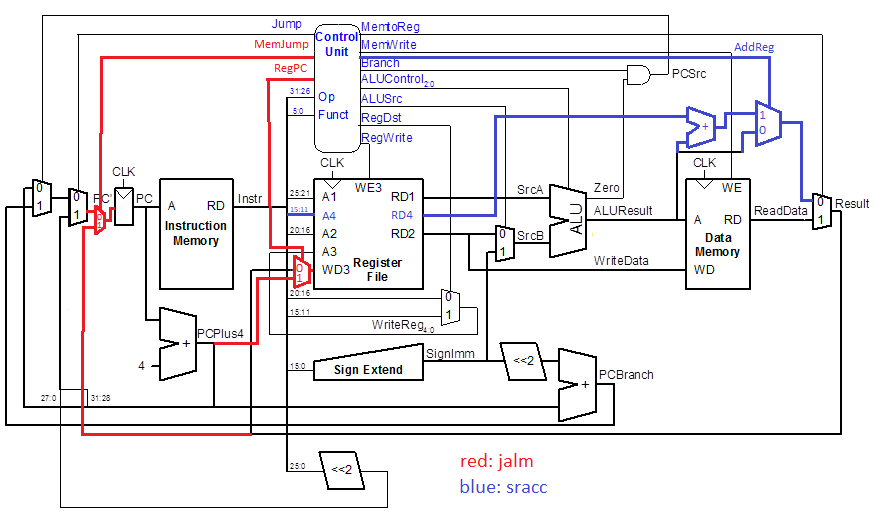 Jump
MemtoReg
Control
Unit
MemJump
MemWrite
AddReg
Branch
RegPC
PCSrc
ALUControl2:0
31:26
Op
ALUSrc
5:0
Funct
RegDst
1
0
+
RegWrite
CLK
CLK
CLK
0
1
0
1
PC'
0
1
PC
A
RD
Instr
Instruction
Memory
25:21
A1
WE3
RD1
SrcA
Zero
WE
15:11
A4
RD4
ALU
ALUResult
A
RD
ReadData
0
1
Result
20:16
A2
RD2
0
1
SrcB
A3
Data
Memory
0
1
WD3
Register
File
WriteData
WD
20:16
0
1
15:11
WriteReg4:0
PCPlus4
+
4
SignImm
15:0
Sign Extend
<<2
PCBranch
+
27:0
31:28
25:0
<<2
red: jalm
blue: sracc